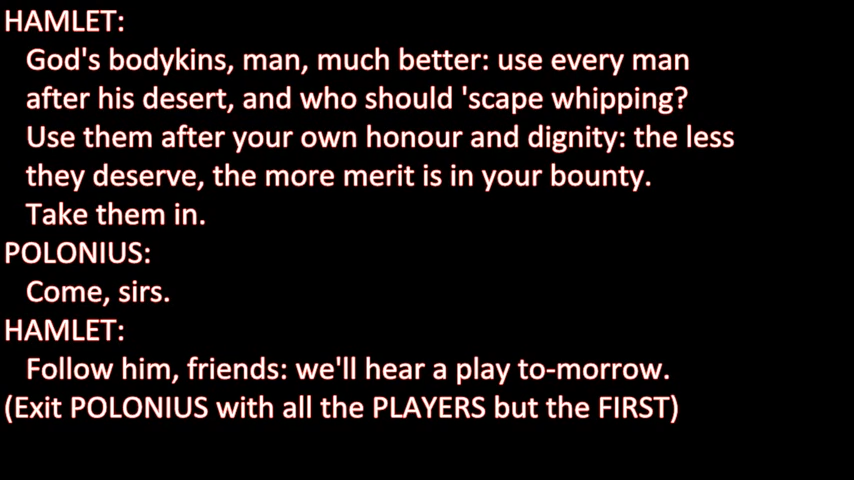 HAMLET:
God's bodykins, man, much better: use every man
after his desert, and who should 'scape whipping?
Use them after your own honour and dignity: the less
they deserve, the more merit is in your bounty.
Take them in.
POLONIUS:
Come, sirs.
HAMLET:
Follow him, friends: we'll hear a play to-morrow.
(Exit POLONIUS with all the PLAYERS but the FIRST)